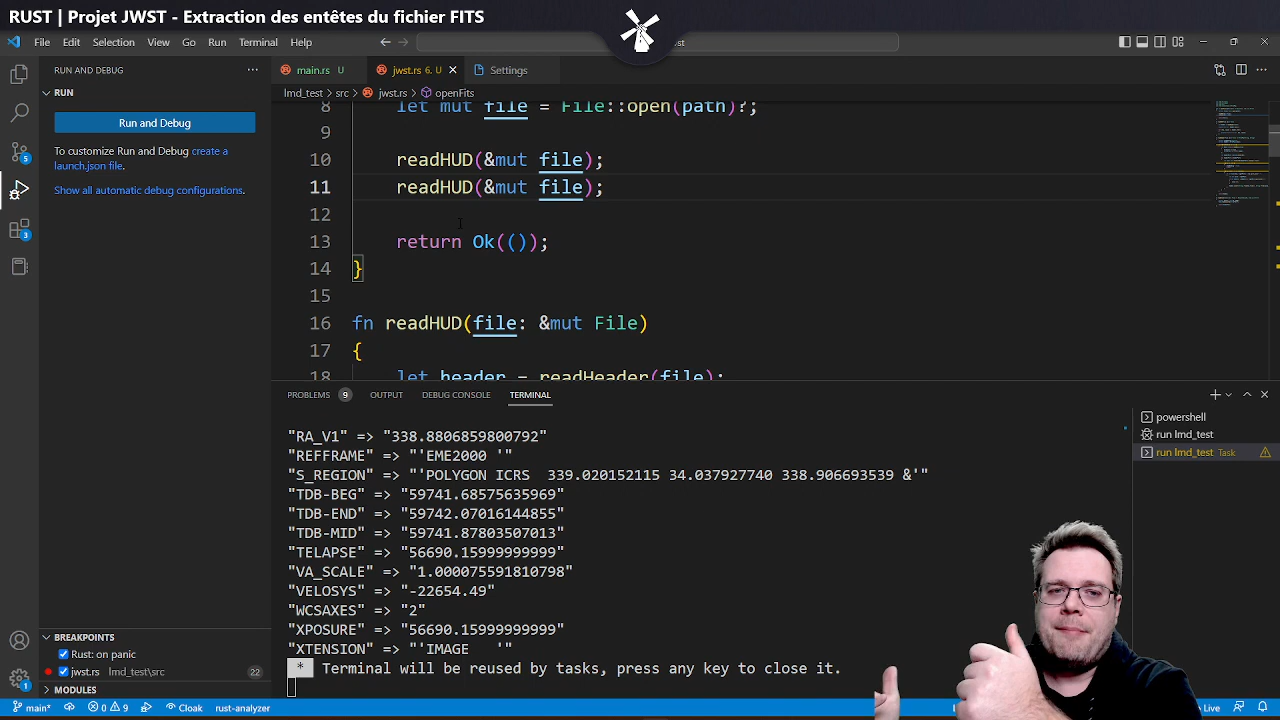 RUST | Projet JWST - Extraction des entêtes du fichier FITS
File Edit Selection View Go Run Terminal Help
st
RUN AND DEBUG
main.rs U jwst.rs 6, U Settings
RUN
lmd_test > src > jwst.rs > openFits
Run and Debug
To customize Run and Debug create a
launch.json file.
Show all automatic debug configurations.
8 let mut file = File::open(path)?;
9
10 readHUD(&mut file);
11 readHUD(&mut file);
12
13 return Ok(());
14 }
15
16 fn readHUD(file: &mut File)
17 {
18 let header = readHeader(file);
PROBLEMS 9 OUTPUT DEBUG CONSOLE TERMINAL
"RA_V1" => "338.8806859800792"
"REFFRAME" => "'EME2000 '"
"S_REGION" => "'POLYGON ICRS  339.020152115 34.037927740 338.906693539 &'"
"TDB-BEG" => "59741.68575635969"
"TDB-END" => "59742.07016144855"
"TDB-MID" => "59741.87803507013"
"TELAPSE" => "56690.15999999999"
"VA_SCALE" => "1.000075591810798"
"VELOSYS" => "-22654.49"
"WCSAXES" => "2"
"XPOSURE" => "56690.15999999999"
"XTENSION" => "'IMAGE   '"
* Terminal will be reused by tasks, press any key to close it.
powershell
run lmd_test
run lmd_test Task
BREAKPOINTS
Rust: on panic
jwst.rs lmd_test\src 22
MODULES
5
3
1
main* 0 9 Cloak rust-analyzer
Live